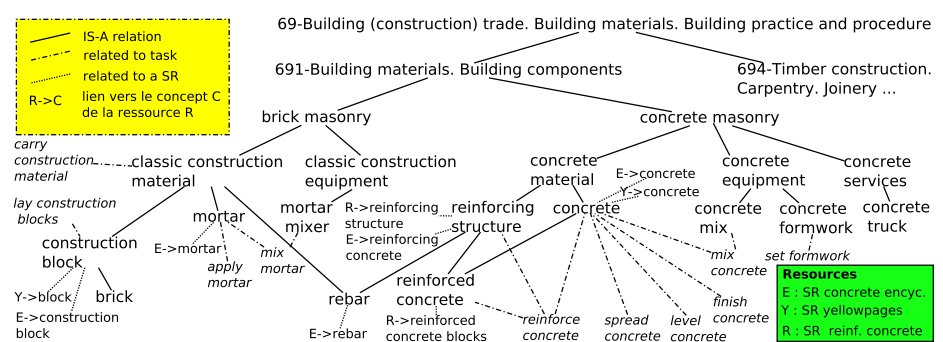 69-Building (construction) trade. Building materials. Building practice and procedure
IS-A relation
related to task
related to a SR
R->C lien vers le concept C
de la ressource R
691-Building materials. Building components
694-Timber construction.
Carpentry. Joinery ...
brick masonry
concrete masonry
carry
construction
material
classic construction
material
classic construction
equipment
concrete
material
E->concrete
Y->concrete
concrete
equipment
concrete
services
lay construction
blocks
mortar
mortar
mixer
R->reinforcing
structure
E->reinforcing
concrete
reinforcing
structure
concrete
concrete
mix
concrete
formwork
concrete
truck
construction
block
E->mortar
apply
mortar
mix
mortar
mix
concrete
set formwork
Y->block
brick
E->construction
block
rebar
E->rebar
reinforced
concrete
R->reinforced
concrete blocks
reinforce
concrete
spread
concrete
level
concrete
finish
concrete
Resources
E : SR concrete encyc.
Y : SR yellowpages
R : SR reinf. concrete